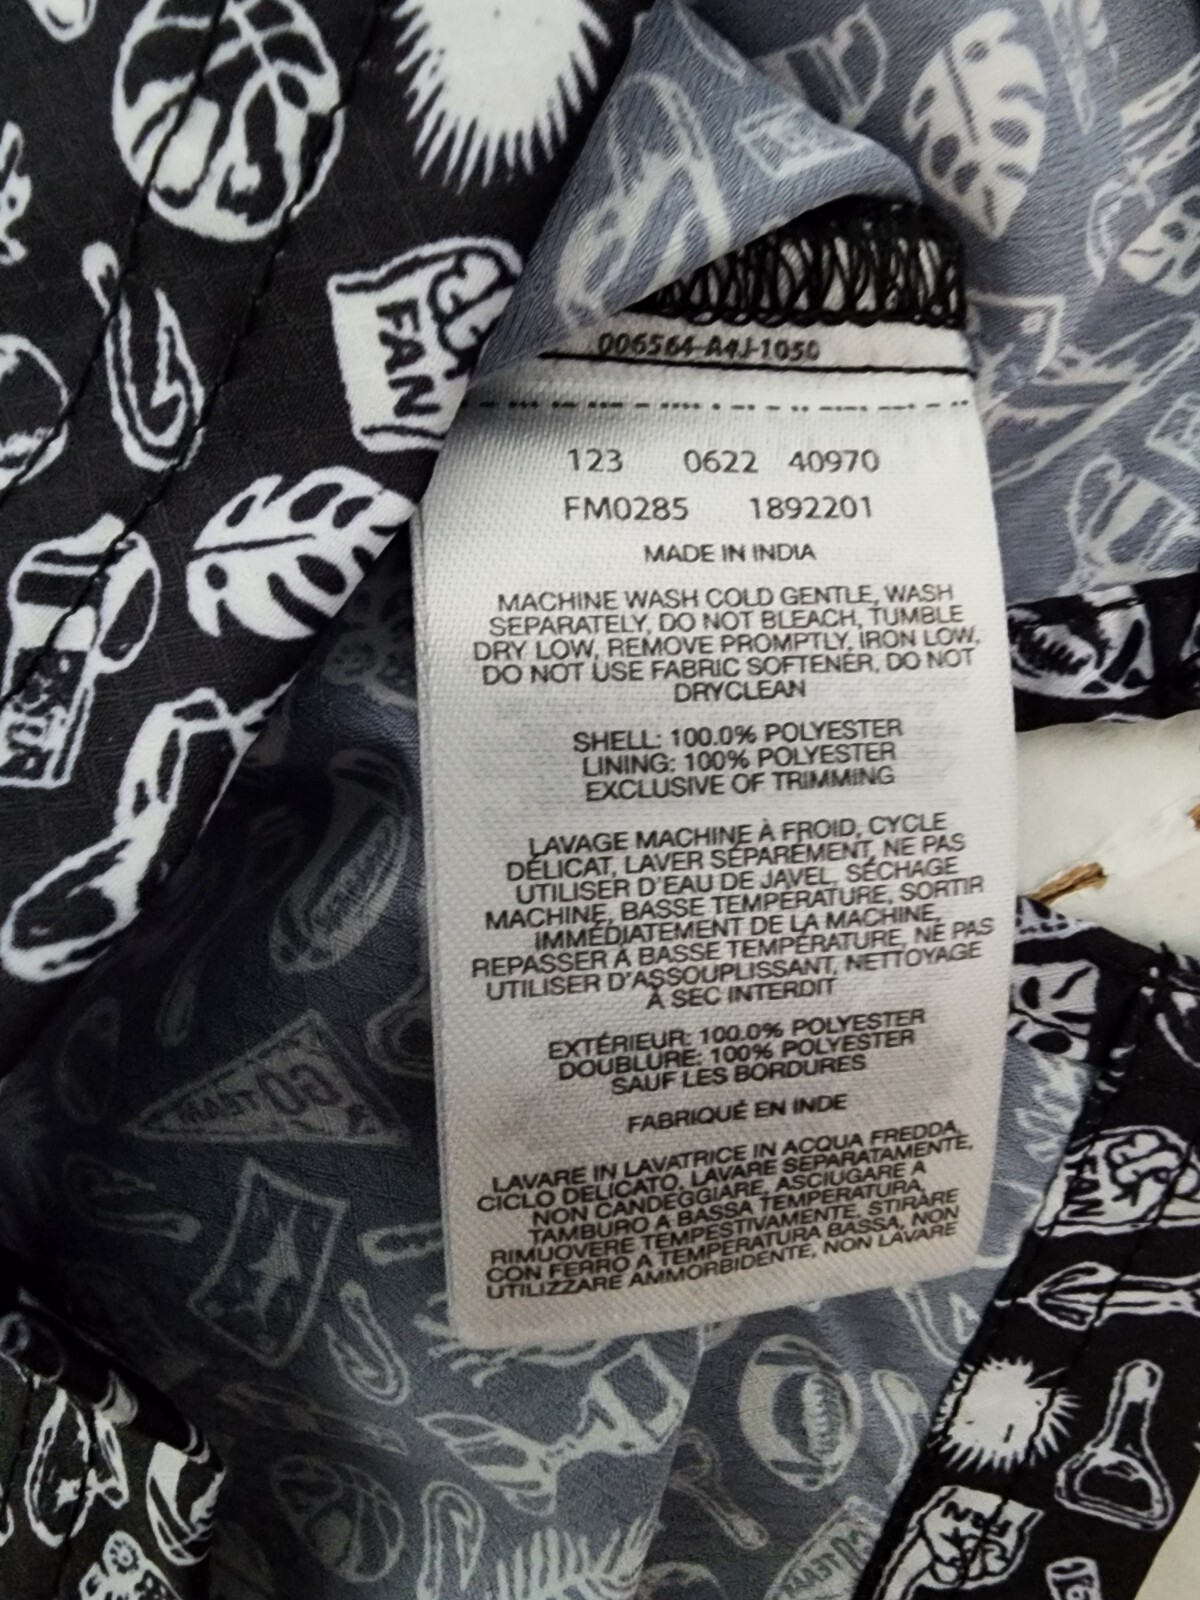 FAN
006564-A4J-1050
123 0622 40970
FM0285 1892201
MADE IN INDIA
MACHINE WASH COLD GENTLE, WASH
SEPARATELY, DO NOT BLEACH, TUMBLE
DRY LOW, REMOVE PROMPTLY, IRON LOW,
DO NOT USE FABRIC SOFTENER, DO NOT
DRYCLEAN
SHELL: 100.0% POLYESTER
LINING: 100% POLYESTER
EXCLUSIVE OF TRIMMING
LAVAGE MACHINE À FROID, CYCLE
DÉLICAT, LAVER SÉPARÉMENT, NE PAS
UTILISER D'EAU DE JAVEL, SÉCHAGE
MACHINE, BASSE TEMPÉRATURE, SORTIR
IMMÉDIATEMENT DE LA MACHINE,
REPASSER À BASSE TEMPÉRATURE, NE PAS
UTILISER D'ASSOUPLISSANT, NETTOYAGE
À SEC INTERDIT
EXTÉRIEUR: 100.0% POLYESTER
DOUBLURE: 100% POLYESTER
SAUF LES BORDURES
FABRIQUÉ EN INDE
LAVARE IN LAVATRICE IN ACQUA FREDDA,
CICLO DELICATO, LAVARE SEPARATAMENTE,
NON CANDEGGIARE, ASCIUGARE A
TAMBURO A BASSA TEMPERATURA,
RIMUOVERE TEMPESTIVAMENTE, STIRARE
CON FERRO A TEMPERATURA BASSA, NON
UTILIZZARE AMMORBIDENTE, NON LAVARE
GO TEAM
FAN
FAN
GO TEAM